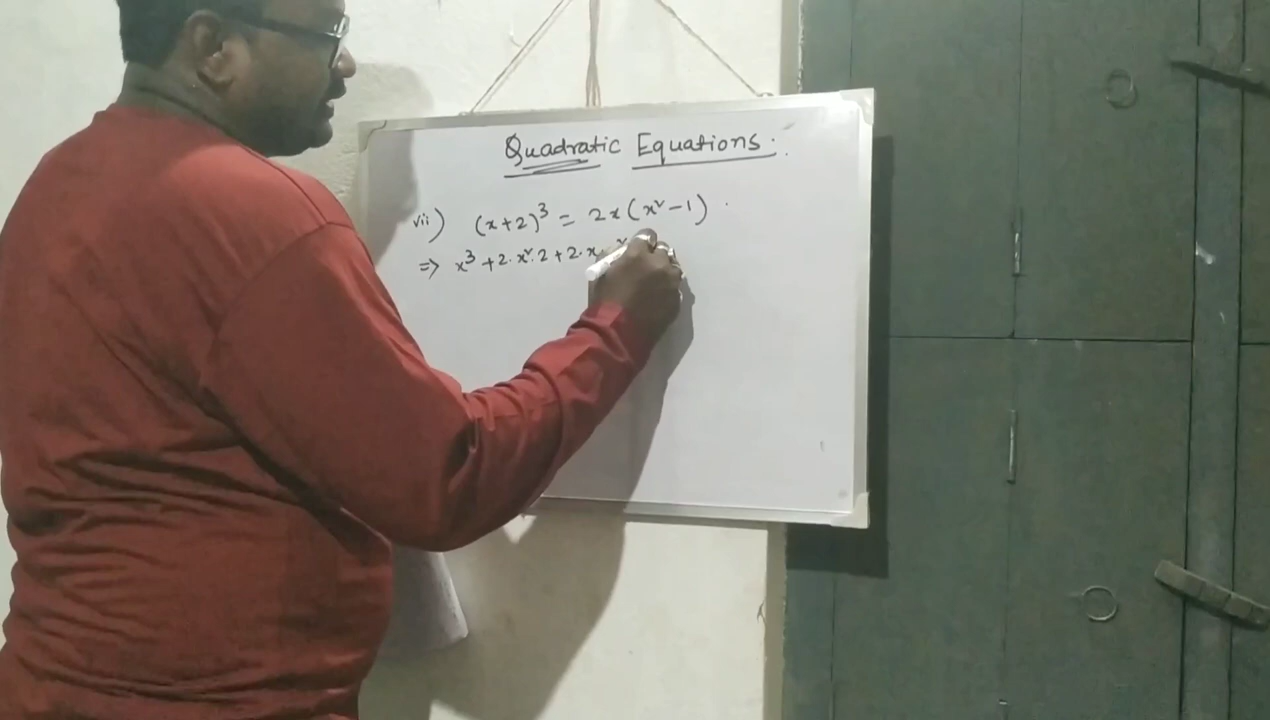 Quadratic Equations:
vii) (x+2)³ = 2x(x²-1).
⇒ x³ +2·x²·2 + 2·x